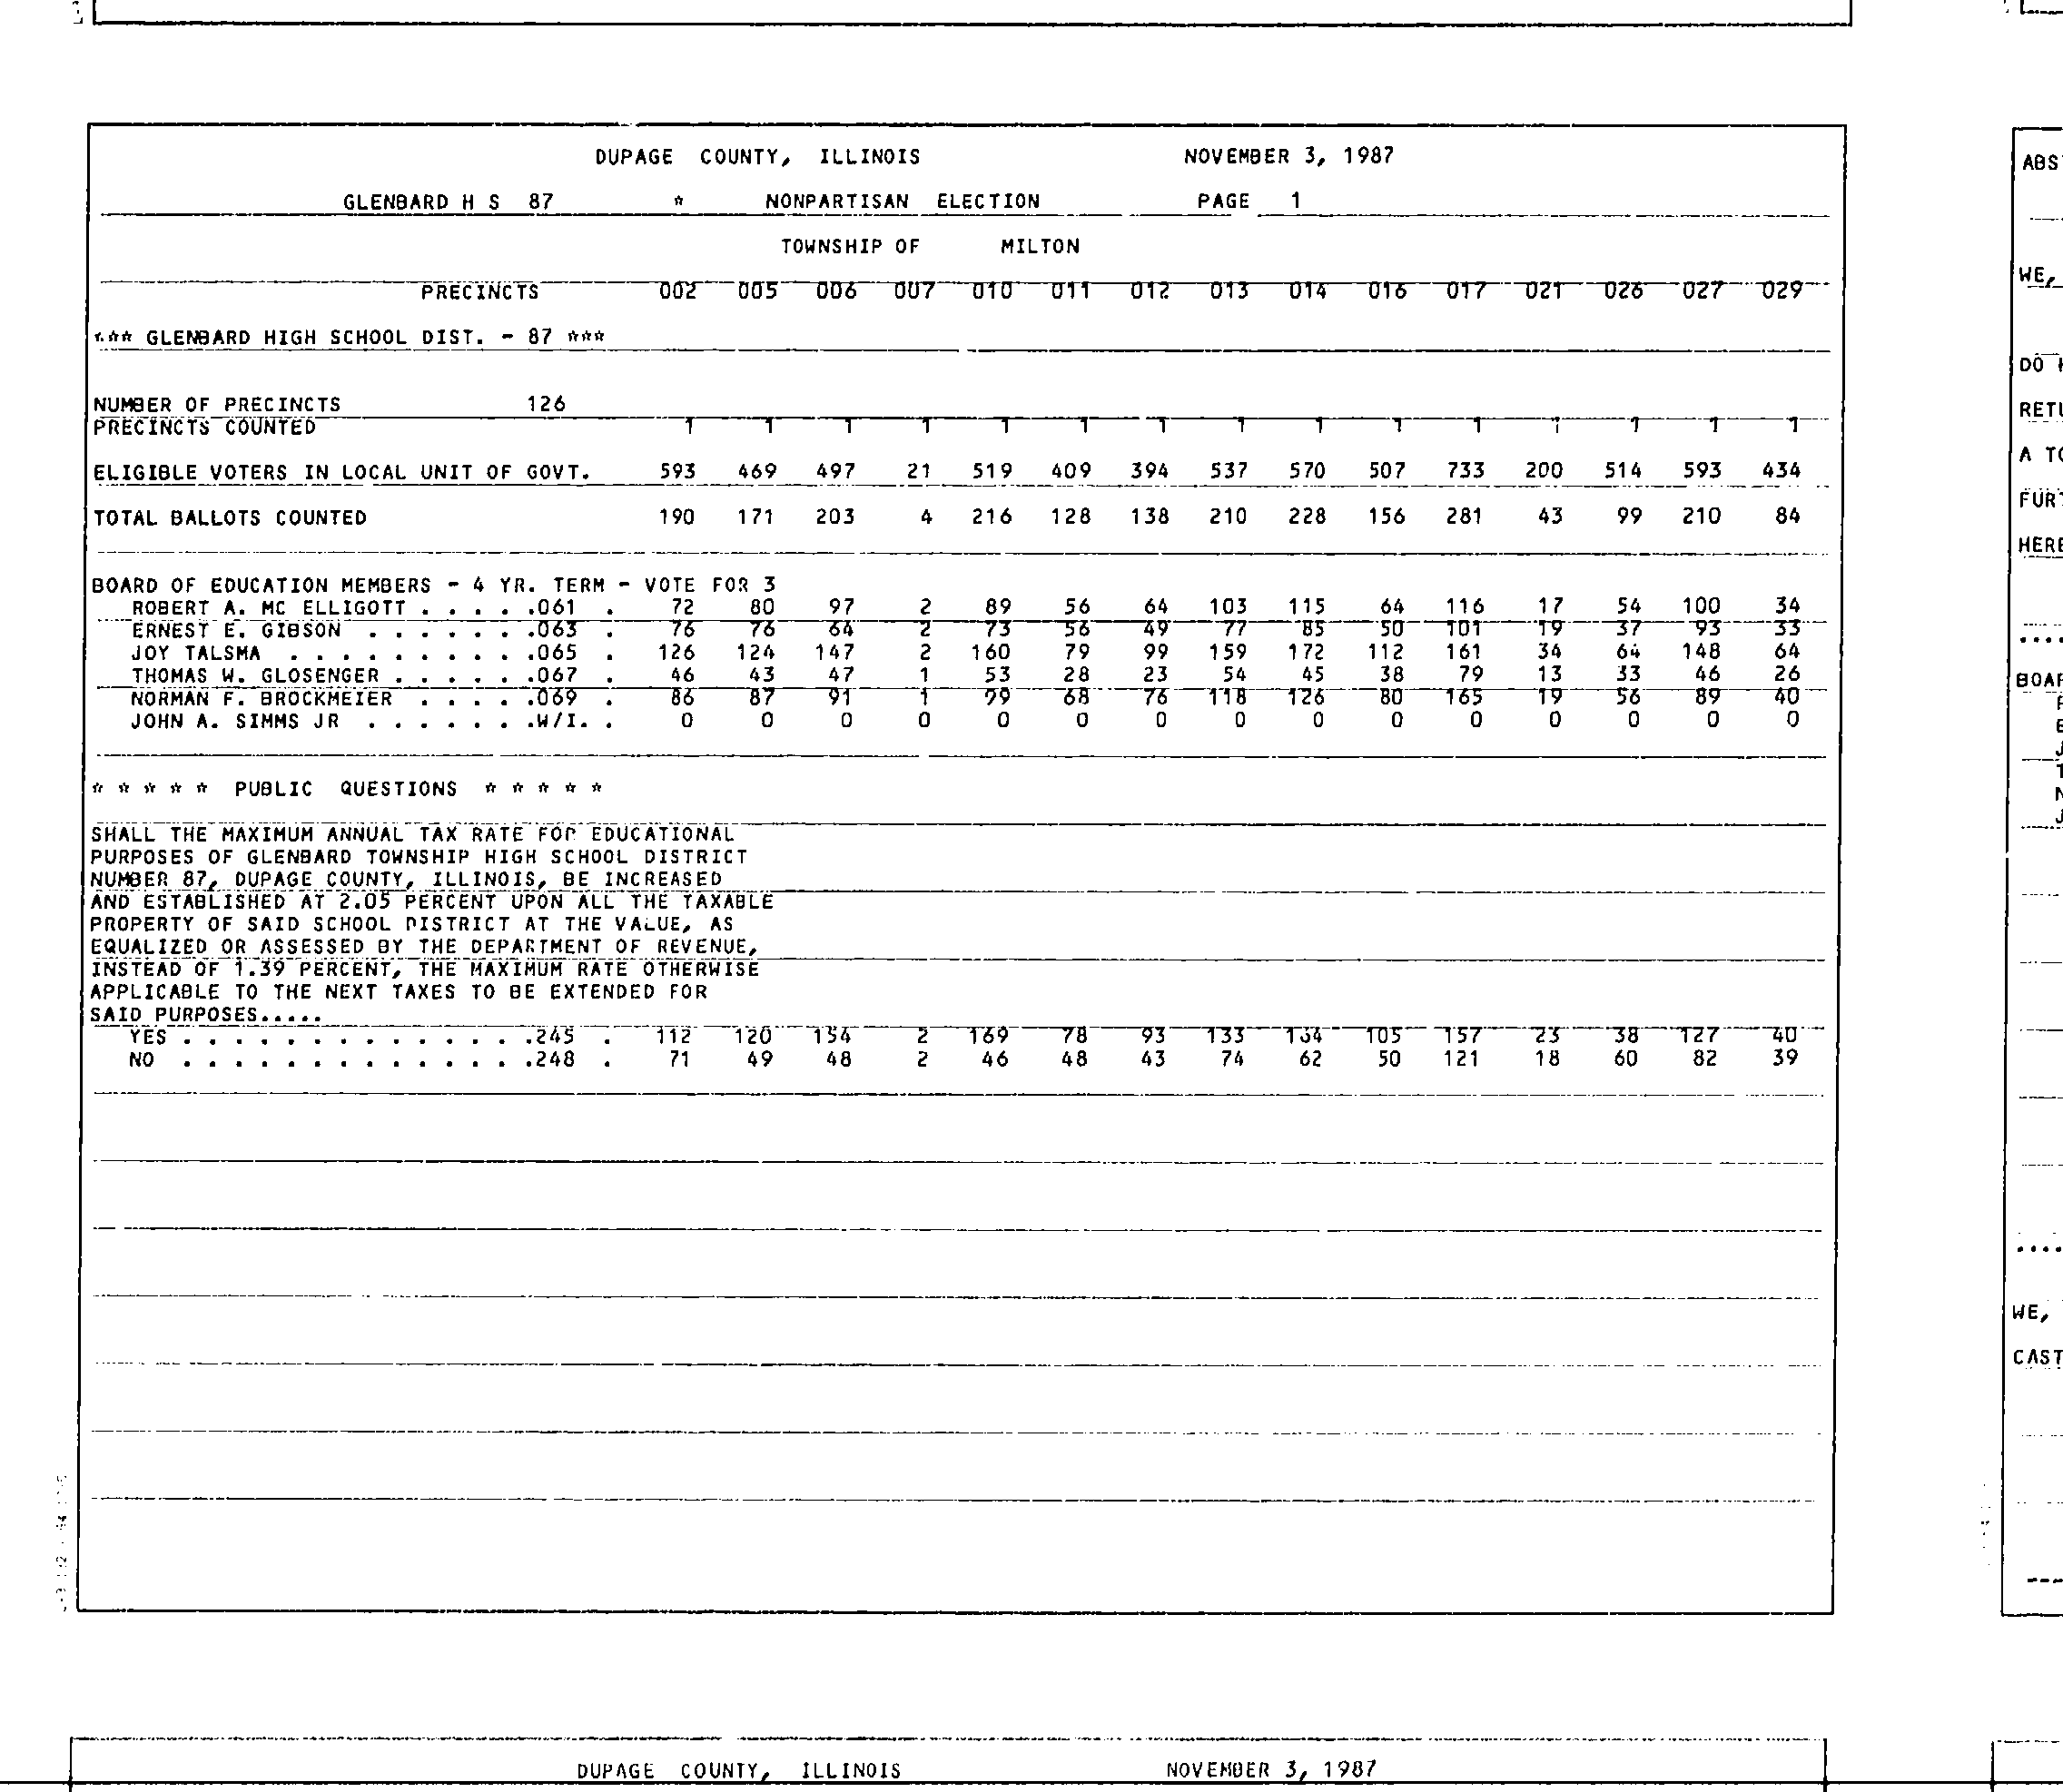 DUPAGE COUNTY, ILLINOIS NOVEMBER 3, 1987
GLENBARD H S 87 * NONPARTISAN ELECTION PAGE 1
TOWNSHIP OF MILTON
PRECINCTS 002 005 006 007 010 011 012 013 014 016 017 021 026 027 029
*** GLENBARD HIGH SCHOOL DIST. - 87 ***
NUMBER OF PRECINCTS 126
PRECINCTS COUNTED 1 1 1 1 1 1 1 1 1 1 1 1 1 1 1
ELIGIBLE VOTERS IN LOCAL UNIT OF GOVT. 593 469 497 21 519 409 394 537 570 507 733 200 514 593 434
TOTAL BALLOTS COUNTED 190 171 203 4 216 128 138 210 228 156 281 43 99 210 84
BOARD OF EDUCATION MEMBERS - 4 YR. TERM - VOTE FOR 3
ROBERT A. MC ELLIGOTT . . . . .061 . 72 80 97 2 89 56 64 103 115 64 116 17 54 100 34
ERNEST E. GIBSON . . . . . . .063 . 76 76 64 2 73 56 49 77 85 50 101 19 37 93 33
JOY TALSMA . . . . . . . . . .065 . 126 124 147 2 160 79 99 159 172 112 161 34 64 148 64
THOMAS W. GLOSENGER . . . . . .067 . 46 43 47 1 53 28 23 54 45 38 79 13 33 46 26
NORMAN F. BROCKMEIER . . . . .069 . 86 87 91 1 99 68 76 118 126 80 165 19 56 89 40
JOHN A. SIMMS JR . . . . . . .W/I. . 0 0 0 0 0 0 0 0 0 0 0 0 0 0 0
* * * * * PUBLIC QUESTIONS * * * * *
SHALL THE MAXIMUM ANNUAL TAX RATE FOR EDUCATIONAL
PURPOSES OF GLENBARD TOWNSHIP HIGH SCHOOL DISTRICT
NUMBER 87, DUPAGE COUNTY, ILLINOIS, BE INCREASED
AND ESTABLISHED AT 2.05 PERCENT UPON ALL THE TAXABLE
PROPERTY OF SAID SCHOOL DISTRICT AT THE VALUE, AS
EQUALIZED OR ASSESSED BY THE DEPARTMENT OF REVENUE,
INSTEAD OF 1.39 PERCENT, THE MAXIMUM RATE OTHERWISE
APPLICABLE TO THE NEXT TAXES TO BE EXTENDED FOR
SAID PURPOSES.....
YES . . . . . . . . . . . . . .245 . 112 120 154 2 169 78 93 133 164 105 157 23 38 127 40
NO . . . . . . . . . . . . . .248 . 71 49 48 2 46 48 43 74 62 50 121 18 60 82 39
DUPAGE COUNTY, ILLINOIS NOVEMBER 3, 1987
WE,
DO
HERE
....
....
WE,
CAST